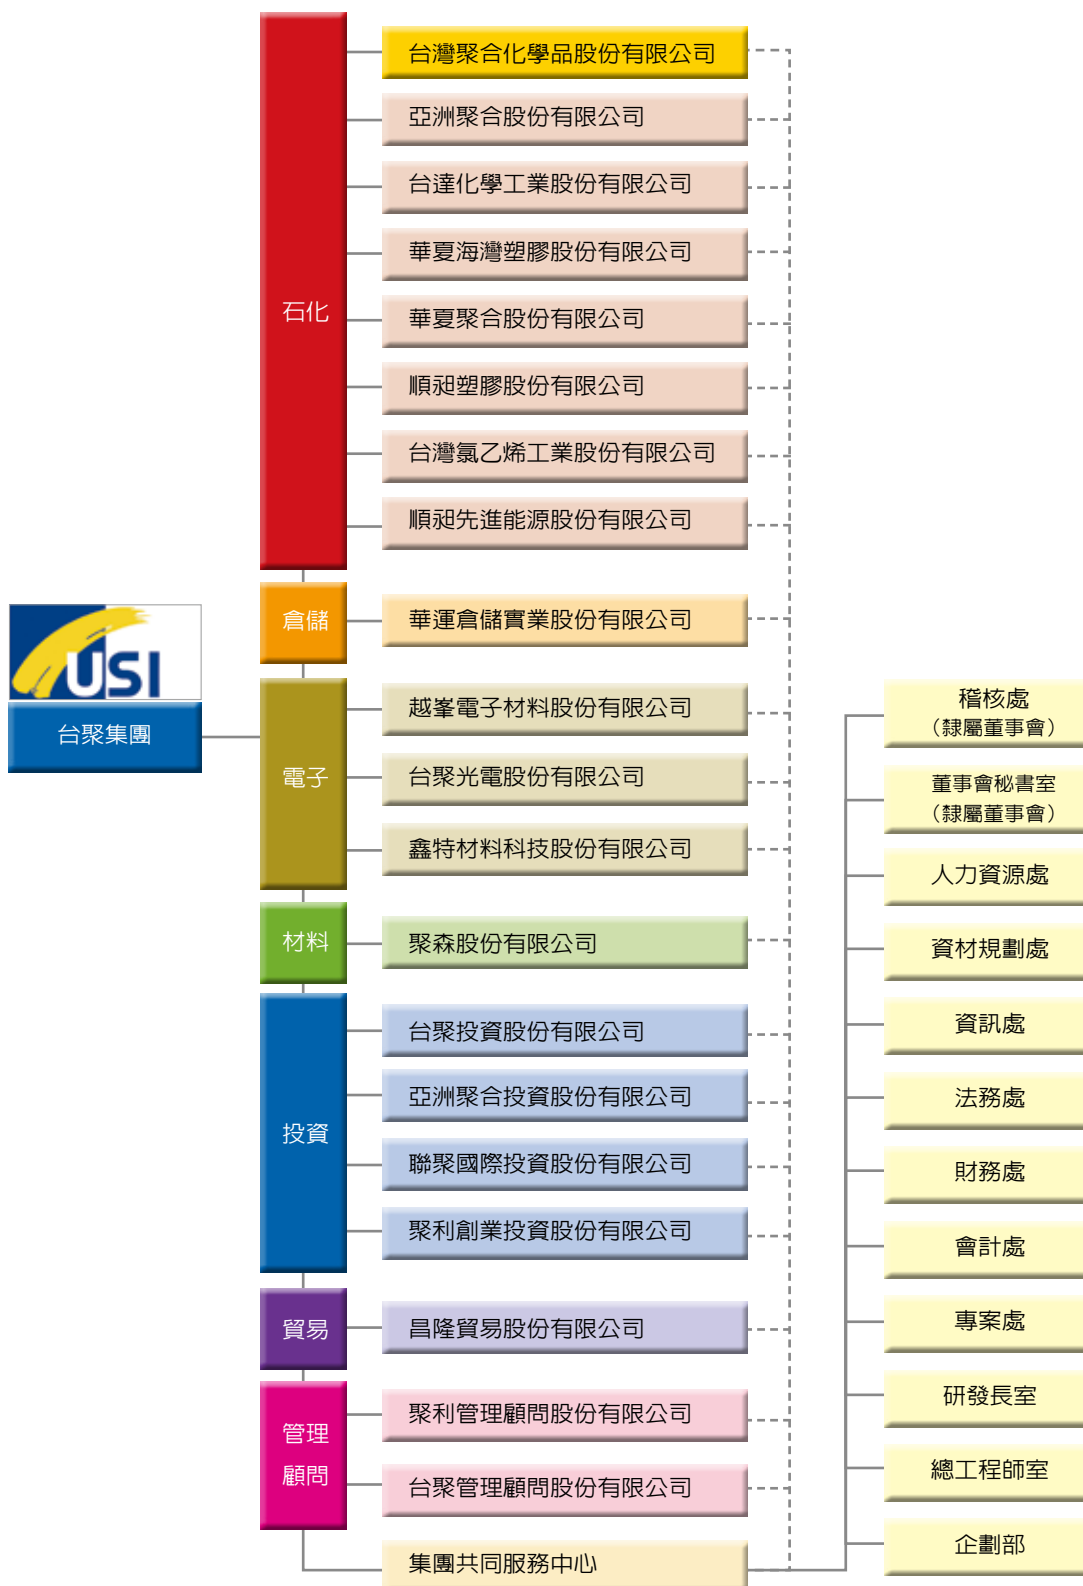 石化
台灣聚合化學品股份有限公司
亞洲聚合股份有限公司
台達化學工業股份有限公司
華夏海灣塑膠股份有限公司
華夏聚合股份有限公司
順昶塑膠股份有限公司
台灣氯乙烯工業股份有限公司
順昶先進能源股份有限公司
USI
台聚集團
倉儲
華運倉儲實業股份有限公司
電子
越峯電子材料股份有限公司
台聚光電股份有限公司
鑫特材料科技股份有限公司
材料
聚森股份有限公司
投資
台聚投資股份有限公司
亞洲聚合投資股份有限公司
聯聚國際投資股份有限公司
聚利創業投資股份有限公司
貿易
昌隆貿易股份有限公司
管理
顧問
聚利管理顧問股份有限公司
台聚管理顧問股份有限公司
集團共同服務中心
稽核處
（隸屬董事會）
董事會秘書室
（隸屬董事會）
人力資源處
資材規劃處
資訊處
法務處
財務處
會計處
專案處
研發長室
總工程師室
企劃部